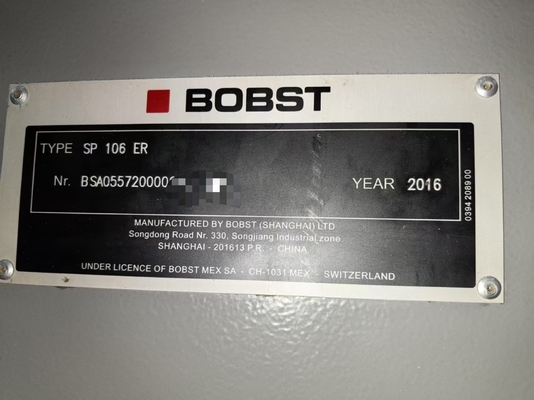 BOBST
TYPE SP 106 ER
Nr. BSA0557200003 YEAR 2016
MANUFACTURED BY BOBST (SHANGHAI) LTD
Songdong Road Nr. 330, Songjiang Industrial zone
SHANGHAI - 201613 P.R. - CHINA
UNDER LICENCE OF BOBST MEX SA - CH-1031 MEX - SWITZERLAND
0394 2089 00